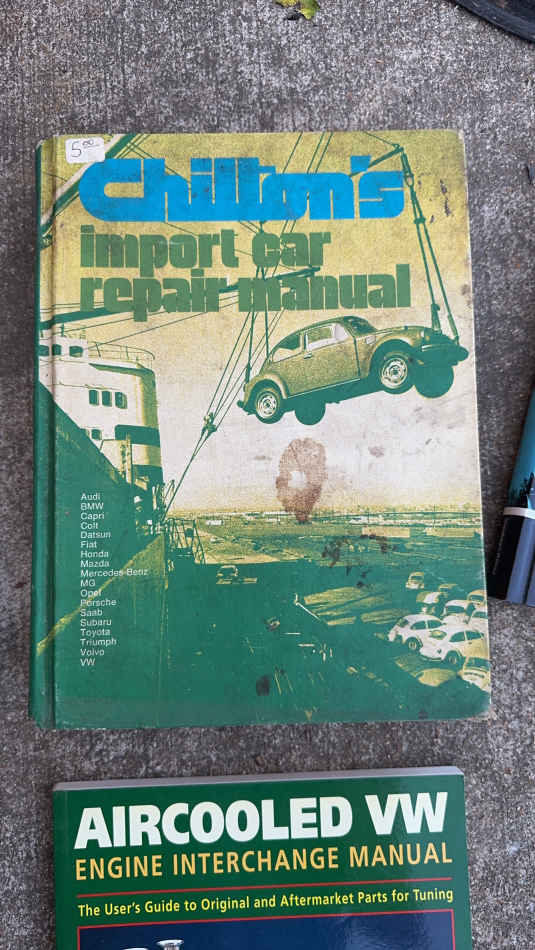 5.00
Chilton's
import car
repair manual
Audi
BMW
Capri
Colt
Datsun
Fiat
Honda
Mazda
Mercedes-Benz
MG
Opel
Porsche
Saab
Subaru
Toyota
Triumph
Volvo
VW
AIRCOOLED VW
ENGINE INTERCHANGE MANUAL
The User's Guide to Original and Aftermarket Parts for Tuning